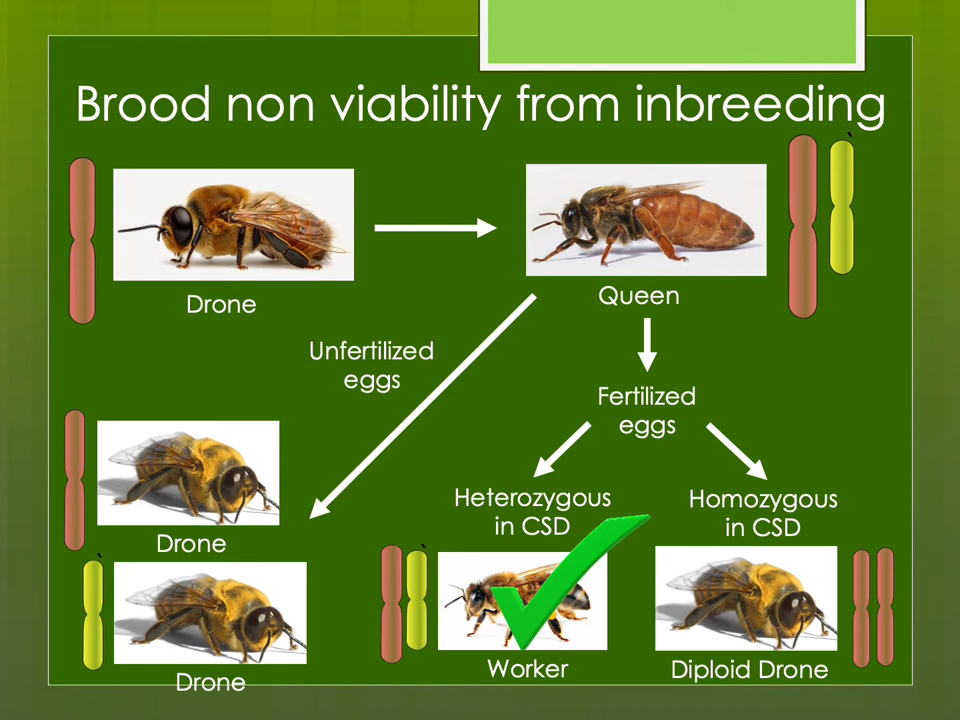 Brood non viability from inbreeding
Drone
Queen
Unfertilized
eggs
Fertilized
eggs
Heterozygous
in CSD
Homozygous
in CSD
Drone
Worker
Diploid Drone
Drone